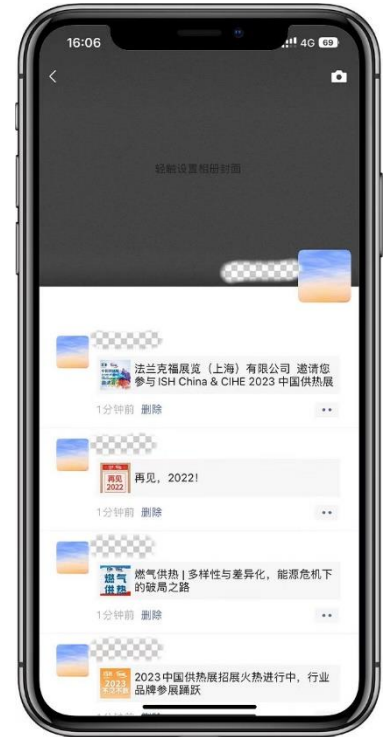 16:06
4G 69
轻触设置相册封面
法兰克福展览（上海）有限公司 邀请您
参与 ISH China & CIHE 2023 中国供热展
1分钟前 删除
再见
2022
再见，2022!
1分钟前 删除
燃气
供热
燃气供热 | 多样性与差异化，能源危机下
的破局之路
1分钟前 删除
2023
2023中国供热展招展火热进行中，行业
品牌参展踊跃